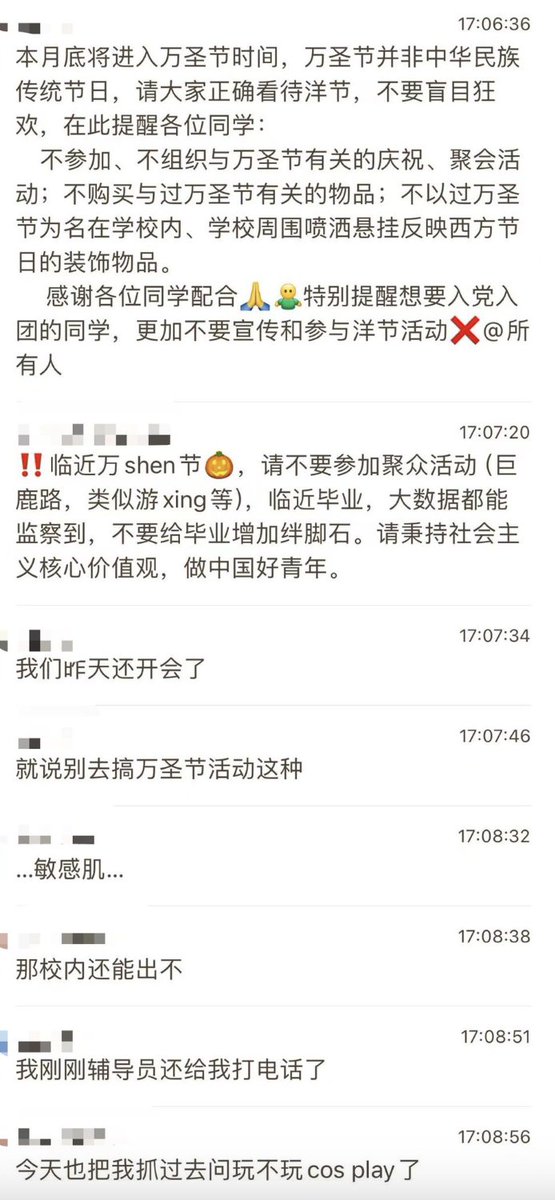 17:06:36
本月底将进入万圣节时间，万圣节并非中华民族
传统节日，请大家正确看待洋节，不要盲目狂
欢，在此提醒各位同学：
不参加、不组织与万圣节有关的庆祝、聚会活
动；不购买与过万圣节有关的物品；不以过万圣
节为名在学校内、学校周围喷洒悬挂反映西方节
日的装饰物品。
感谢各位同学配合🙏🙇特别提醒想要入党入
团的同学，更加不要宣传和参与洋节活动❌@所
有人
17:07:20
‼️临近万shen节🎃，请不要参加聚众活动（巨
鹿路，类似游xing等），临近毕业，大数据都能
监察到，不要给毕业增加绊脚石。请秉持社会主
义核心价值观，做中国好青年。
17:07:34
我们昨天还开会了
17:07:46
就说别去搞万圣节活动这种
17:08:32
...敏感肌...
17:08:38
那校内还能出不
17:08:51
我刚刚辅导员还给我打电话了
17:08:56
今天也把我抓过去问玩不玩cos play了